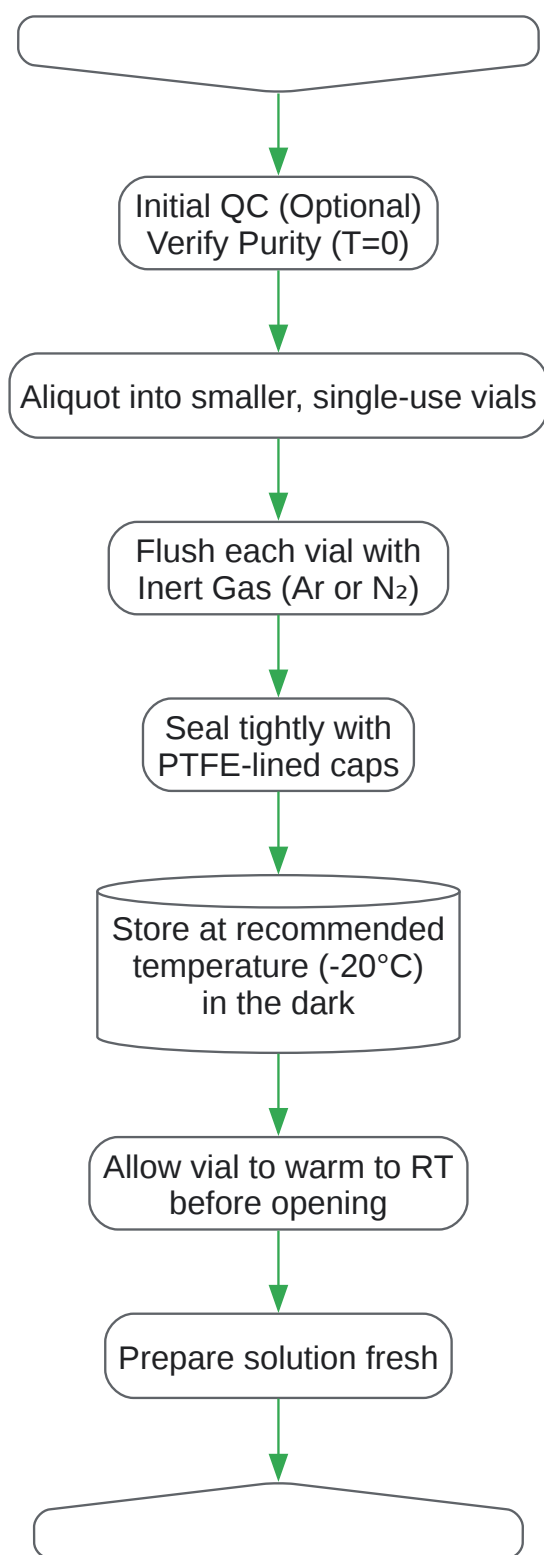 Initial QC (Optional)
Verify Purity (T=0)
Aliquot into smaller, single-use vials
Flush each vial with
Inert Gas (Ar or N₂)
Seal tightly with
PTFE-lined caps
Store at recommended
temperature (-20°C)
in the dark
Allow vial to warm to RT
before opening
Prepare solution fresh